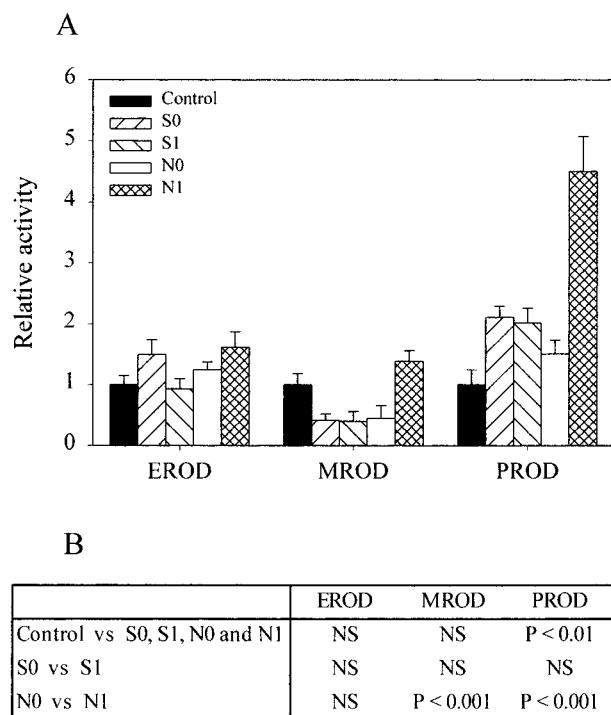 A
6
5
4
3
2
1
0
Relative activity
Control
S0
S1
N0
N1
EROD MROD PROD
B
EROD MROD PROD
Control vs S0, S1, N0 and N1 NS NS P < 0.01
S0 vs S1 NS NS NS
N0 vs N1 NS P < 0.001 P < 0.001